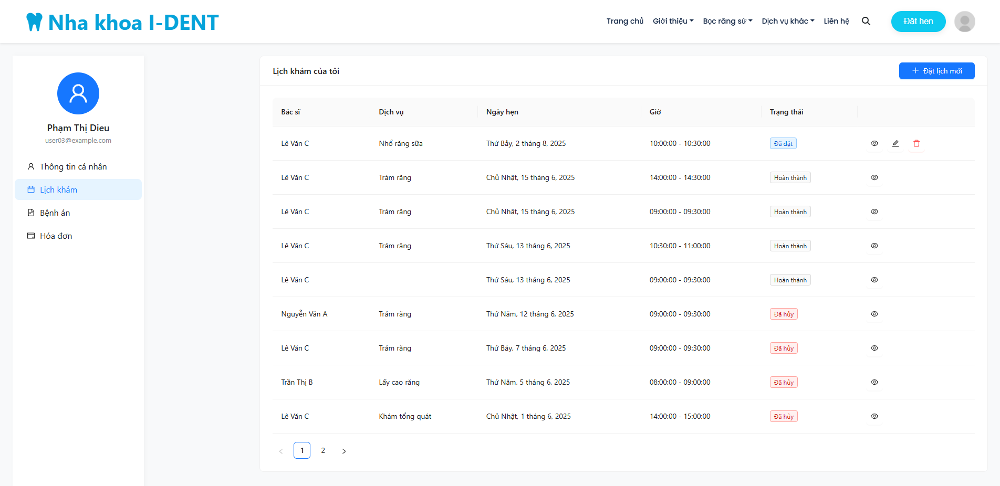 Nha khoa I-DENT
Trang chủ Giới thiệu Bọc răng sứ Dịch vụ khác Liên hệ Đặt hẹn
Phạm Thị Dieu
user03@example.com
Thông tin cá nhân
Lịch khám
Bệnh án
Hóa đơn
Lịch khám của tôi + Đặt lịch mới
Bác sĩ Dịch vụ Ngày hẹn Giờ Trạng thái
Lê Văn C Nhổ răng sữa Thứ Bảy, 2 tháng 8, 2025 10:00:00 - 10:30:00 Đã đặt
Lê Văn C Trám răng Chủ Nhật, 15 tháng 6, 2025 14:00:00 - 14:30:00 Hoàn thành
Lê Văn C Trám răng Chủ Nhật, 15 tháng 6, 2025 09:00:00 - 09:30:00 Hoàn thành
Lê Văn C Trám răng Thứ Sáu, 13 tháng 6, 2025 10:30:00 - 11:00:00 Hoàn thành
Lê Văn C Thứ Sáu, 13 tháng 6, 2025 09:00:00 - 09:30:00 Hoàn thành
Nguyễn Văn A Trám răng Thứ Năm, 12 tháng 6, 2025 09:00:00 - 09:30:00 Đã hủy
Lê Văn C Trám răng Thứ Bảy, 7 tháng 6, 2025 09:00:00 - 09:30:00 Đã hủy
Trần Thị B Lấy cao răng Thứ Năm, 5 tháng 6, 2025 08:00:00 - 09:00:00 Đã hủy
Lê Văn C Khám tổng quát Chủ Nhật, 1 tháng 6, 2025 14:00:00 - 15:00:00 Đã hủy
< 1 2 >